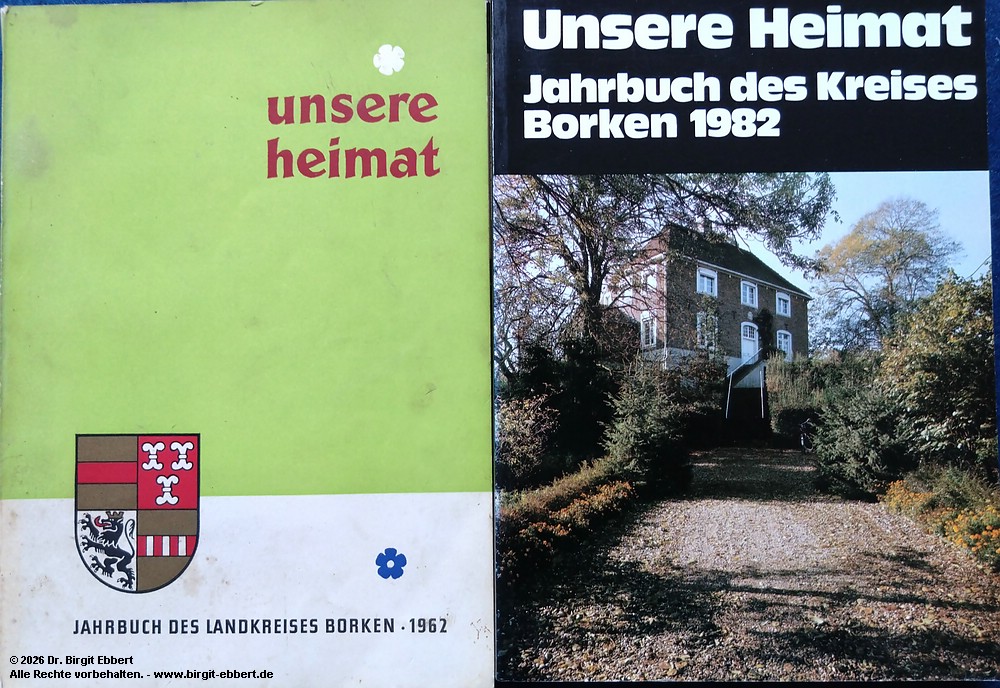 unsere
heimat
JAHRBUCH DES LANDKREISES BORKEN · 1962
Unsere Heimat
Jahrbuch des Kreises
Borken 1982
© 2026 Dr. Birgit Ebbert
Alle Rechte vorbehalten. - www.birgit-ebbert.de